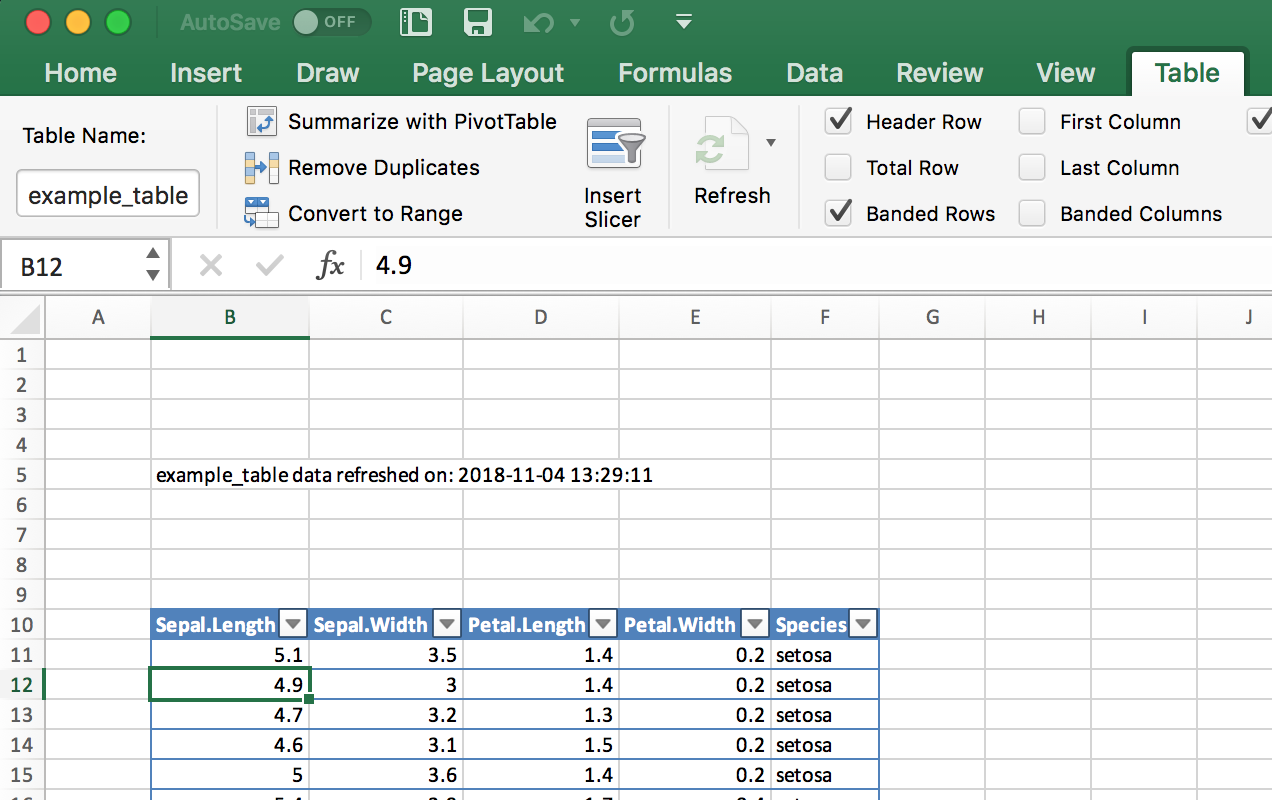 AutoSave OFF
Home Insert Draw Page Layout Formulas Data Review View Table
Table Name:
example_table
Summarize with PivotTable
Remove Duplicates
Convert to Range
Insert
Slicer
Refresh
Header Row First Column
Total Row Last Column
Banded Rows Banded Columns
B12 fx 4.9
A B C D E F G H I J
1
2
3
4
5 example_table data refreshed on: 2018-11-04 13:29:11
6
7
8
9
10 Sepal.Length Sepal.Width Petal.Length Petal.Width Species
11 5.1 3.5 1.4 0.2 setosa
12 4.9 3 1.4 0.2 setosa
13 4.7 3.2 1.3 0.2 setosa
14 4.6 3.1 1.5 0.2 setosa
15 5 3.6 1.4 0.2 setosa